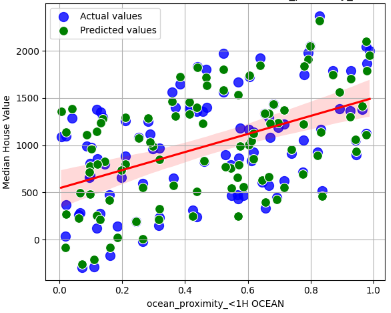 Actual values
Predicted values
2000
1500
1000
500
0
Median House Value
0.0 0.2 0.4 0.6 0.8 1.0
ocean_proximity_<1H OCEAN